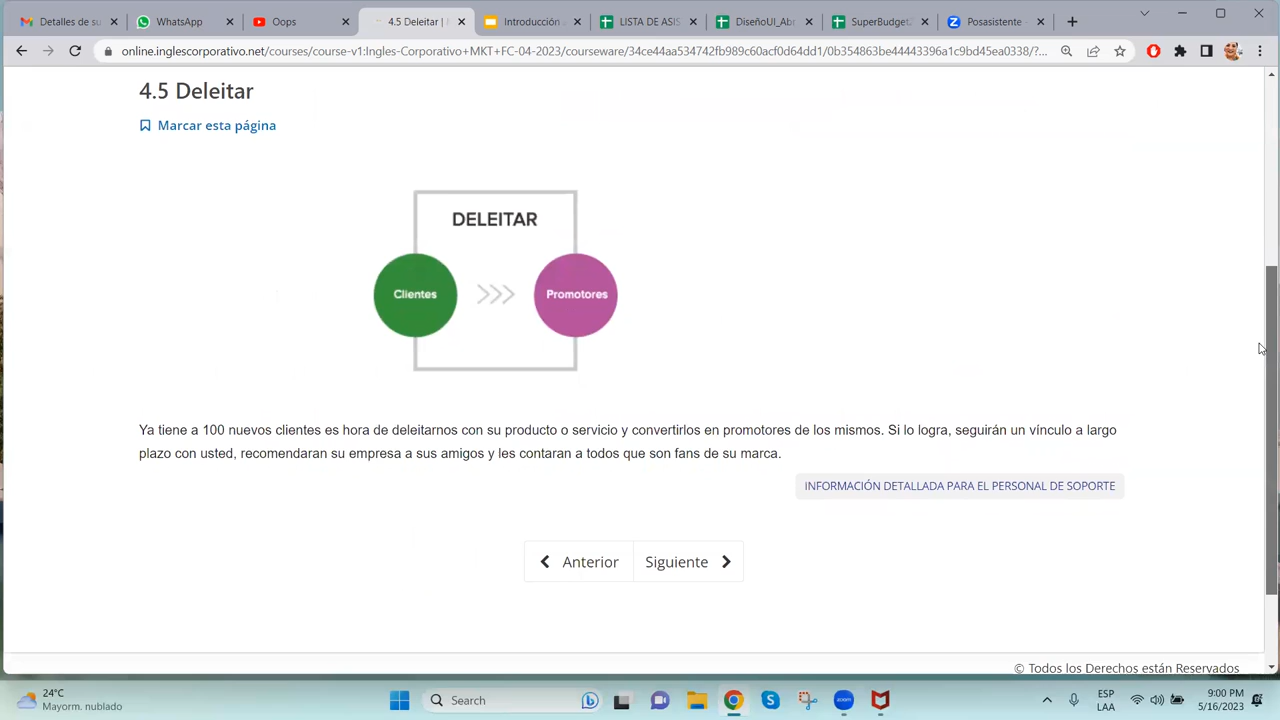 Detalles de su
WhatsApp
Oops
4.5 Deleitar |
Introducción
LISTA DE ASIS
DiseñoUI_Abr
SuperBudget
Posasistente -
online.inglescorporativo.net/courses/course-v1:Ingles-Corporativo+MKT+FC-04-2023/courseware/34ce44aa534742fb989c60acf0d64dd1/0b354863be44443396a1c9bd45ea0338/?...
4.5 Deleitar
Marcar esta página
DELEITAR
Clientes
Promotores
Ya tiene a 100 nuevos clientes es hora de deleitarnos con su producto o servicio y convertirlos en promotores de los mismos. Si lo logra, seguirán un vínculo a largo
plazo con usted, recomendaran su empresa a sus amigos y les contaran a todos que son fans de su marca.
INFORMACIÓN DETALLADA PARA EL PERSONAL DE SOPORTE
Anterior
Siguiente
© Todos los Derechos están Reservados
24°C
Mayorm. nublado
Search
zoom
ESP
LAA
9:00 PM
5/16/2023